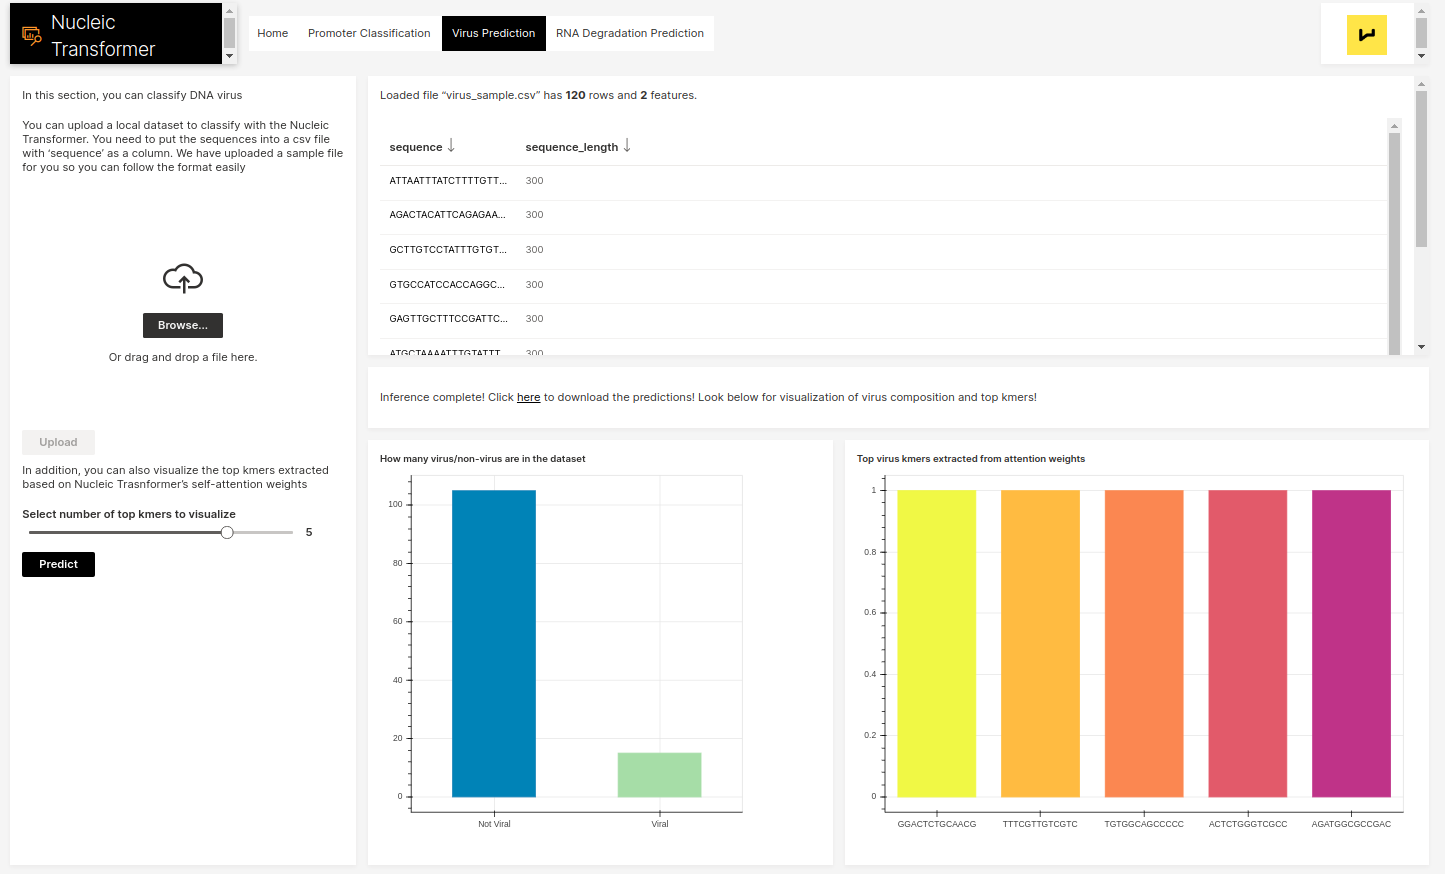 Nucleic
Transformer
Home
Promoter Classification
Virus Prediction
RNA Degradation Prediction
In this section, you can classify DNA virus
You can upload a local dataset to classify with the Nucleic
Transformer. You need to put the sequences into a csv file
with ‘sequence’ as a column. We have uploaded a sample file
for you so you can follow the format easily
Browse...
Or drag and drop a file here.
Upload
In addition, you can also visualize the top kmers extracted
based on Nucleic Trasnformer’s self-attention weights
Select number of top kmers to visualize
5
Predict
Loaded file “virus_sample.csv” has 120 rows and 2 features.
sequence sequence_length
ATTAATTTATCTTTTGTT... 300
AGACTACATTCAGAGAA... 300
GCTTGTCCTATTTGTGT... 300
GTGCCATCCACCAGGC... 300
GAGTTGCTTTCCGATTC... 300
ATGCTAAAATTTGTATTT 300
Inference complete! Click here to download the predictions! Look below for visualization of virus composition and top kmers!
How many virus/non-virus are in the dataset
100
80
60
40
20
0
Not Viral
Viral
Top virus kmers extracted from attention weights
1
0.8
0.6
0.4
0.2
0
GGACTCTGCAACG
TTTCGTTGTCGTC
TGTGGCAGCCCCC
ACTCTGGGTCGCC
AGATGGCGCCGAC